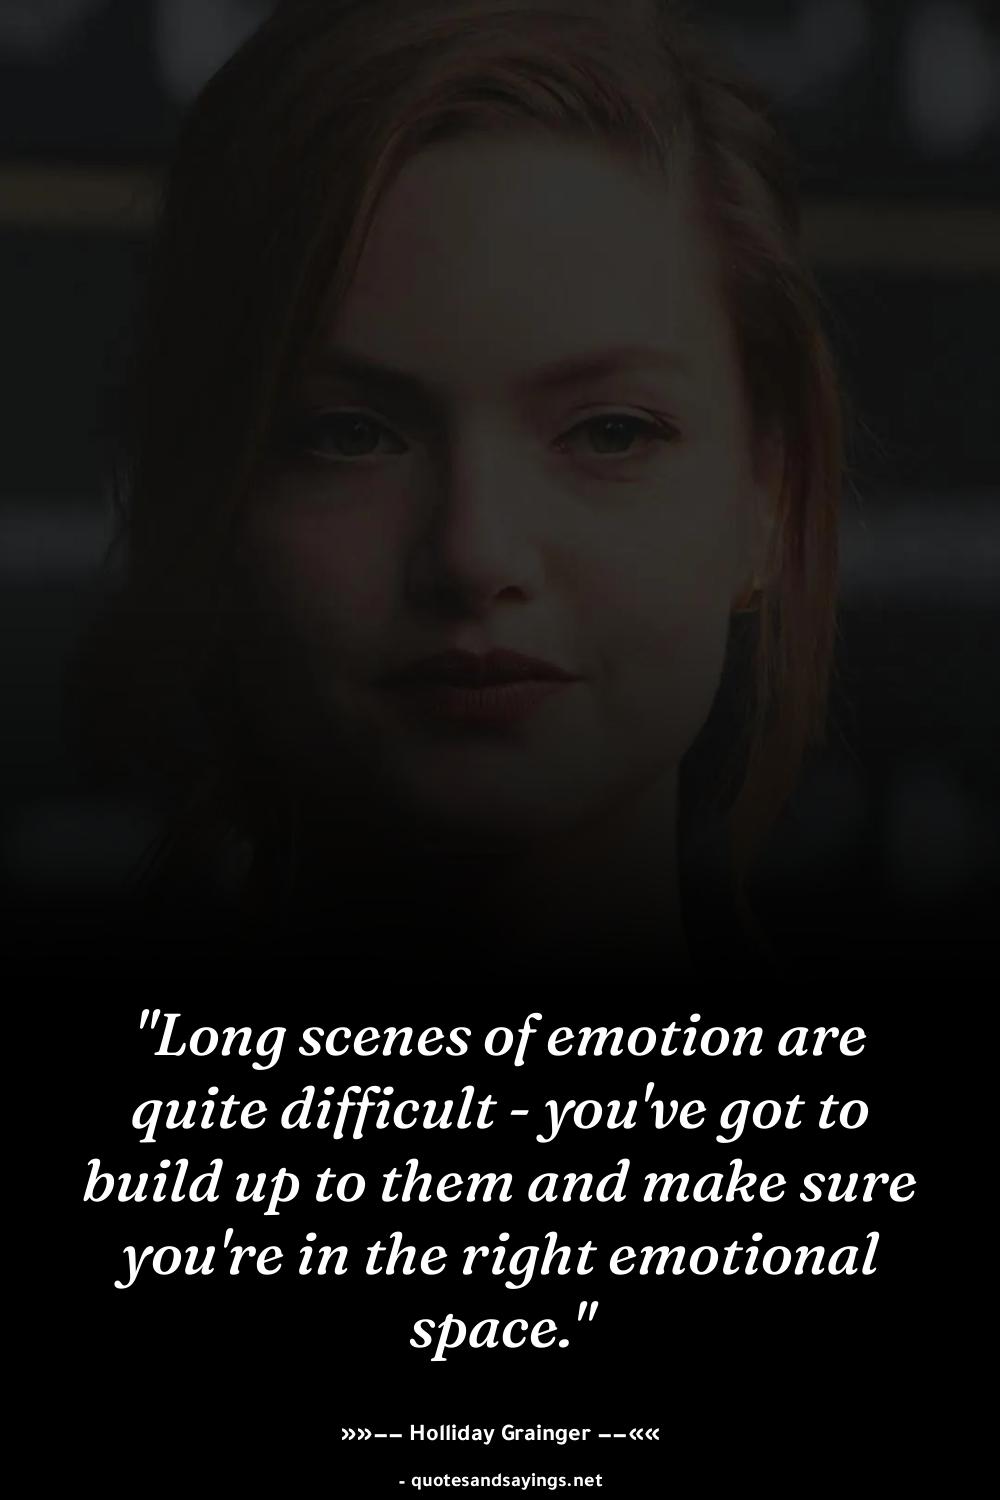 "Long scenes of emotion are
quite difficult - you've got to
build up to them and make sure
you're in the right emotional
space."
»»−− Holliday Grainger −−««
- quotesandsayings.net